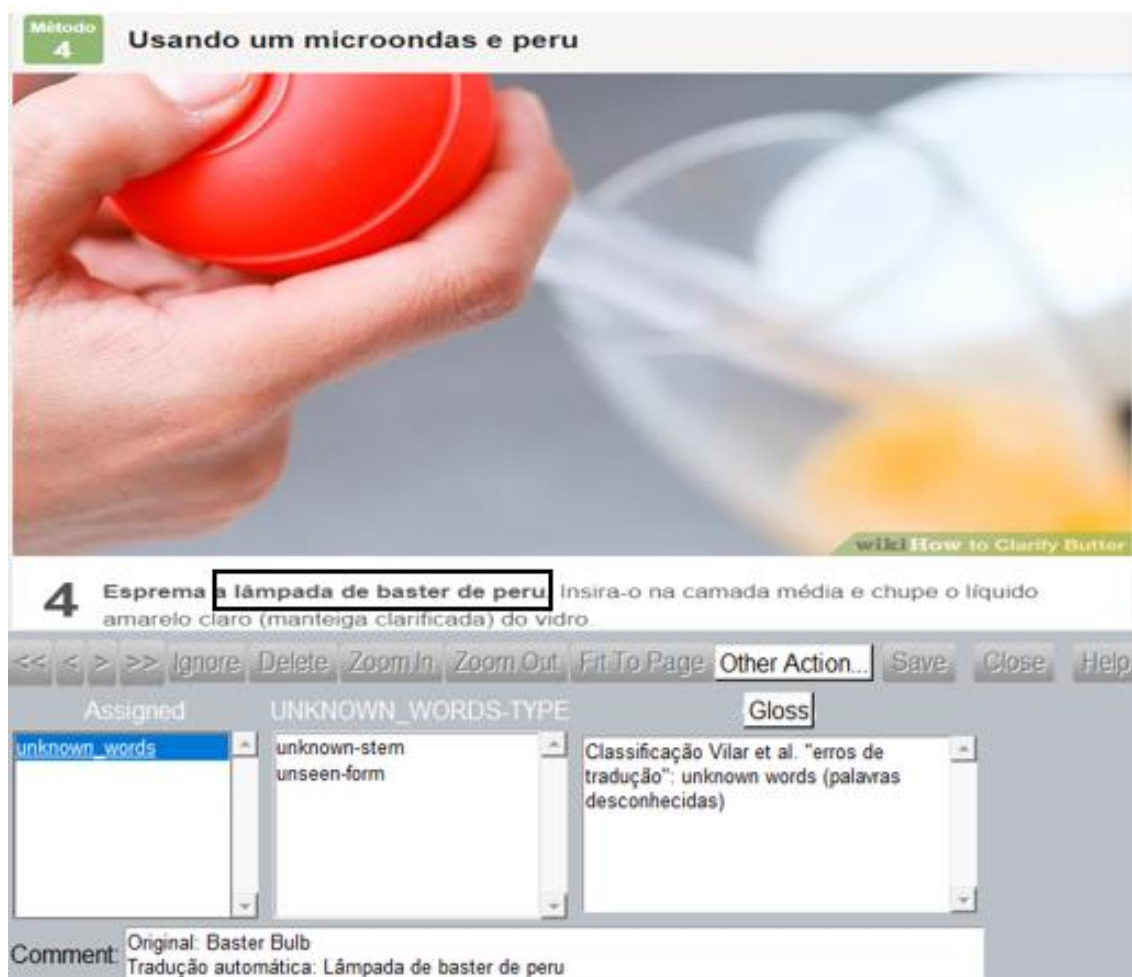 Método
4
Usando um microondas e peru
wikiHow to Clarify Butter
4
Esprema a lâmpada de baster de peru. Insira-o na camada média e chupe o líquido
amarelo claro (manteiga clarificada) do vidro.
<< < > >> Ignore Delete Zoom In Zoom Out Fit To Page Other Action... Save Close Help
Assigned UNKNOWN_WORDS-TYPE Gloss
unknown_words
unknown-stem
unseen-form
Classificação Vilar et al. "erros de
tradução": unknown words (palavras
desconhecidas)
Comment:
Original: Baster Bulb
Tradução automática: Lâmpada de baster de peru